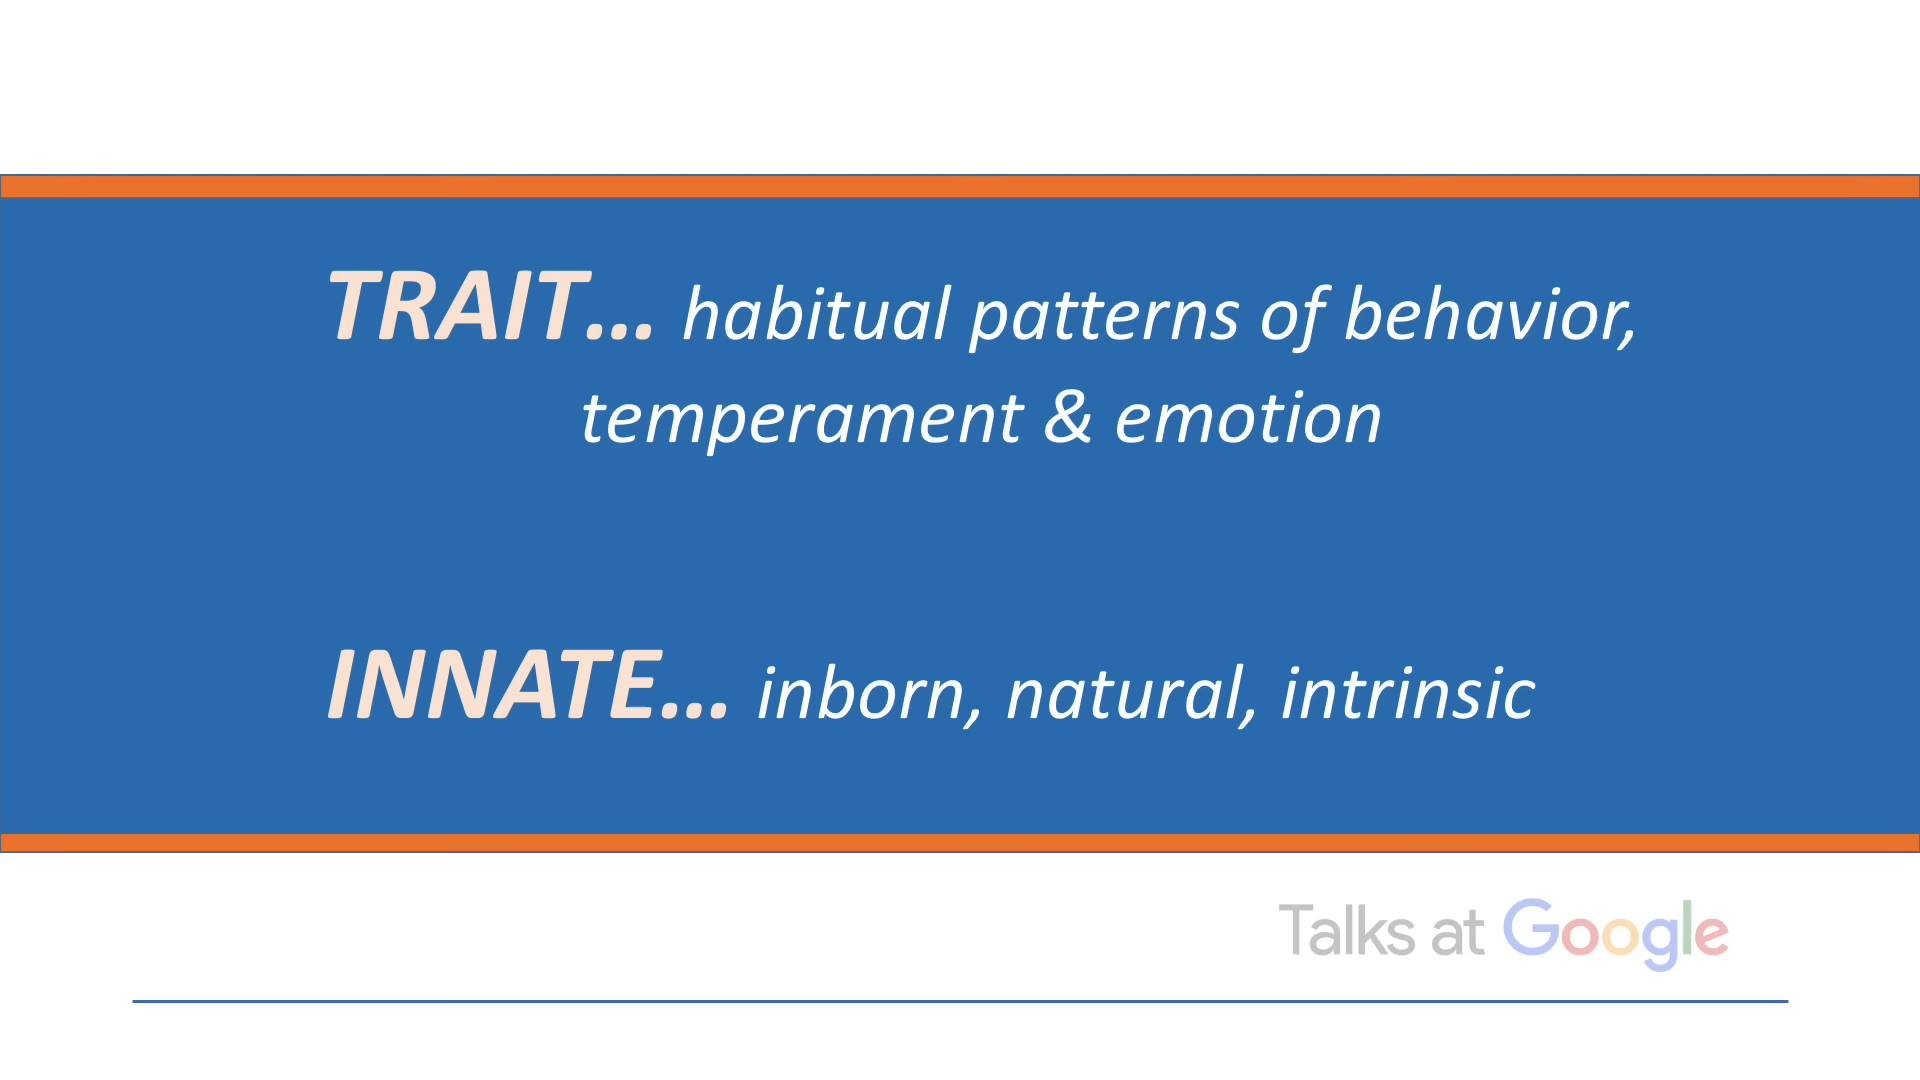 TRAIT... habitual patterns of behavior,
temperament & emotion
INNATE... inborn, natural, intrinsic
Talks at Google